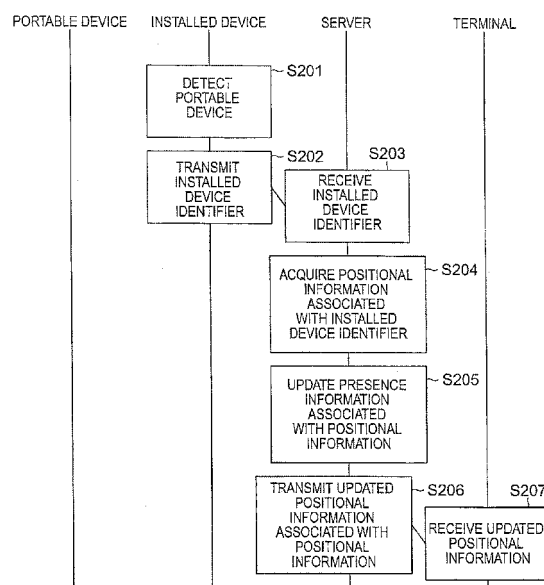 PORTABLE DEVICE
INSTALLED DEVICE
SERVER
TERMINAL
S201
DETECT
PORTABLE
DEVICE
S202
TRANSMIT
INSTALLED
DEVICE
IDENTIFIER
S203
RECEIVE
INSTALLED
DEVICE
IDENTIFIER
S204
ACQUIRE POSITIONAL
INFORMATION
ASSOCIATED
WITH INSTALLED
DEVICE IDENTIFIER
S205
UPDATE PRESENCE
INFORMATION
ASSOCIATED
WITH POSITIONAL
INFORMATION
S206
TRANSMIT UPDATED
POSITIONAL
INFORMATION
ASSOCIATED WITH
POSITIONAL
INFORMATION
S207
RECEIVE UPDATED
POSITIONAL
INFORMATION